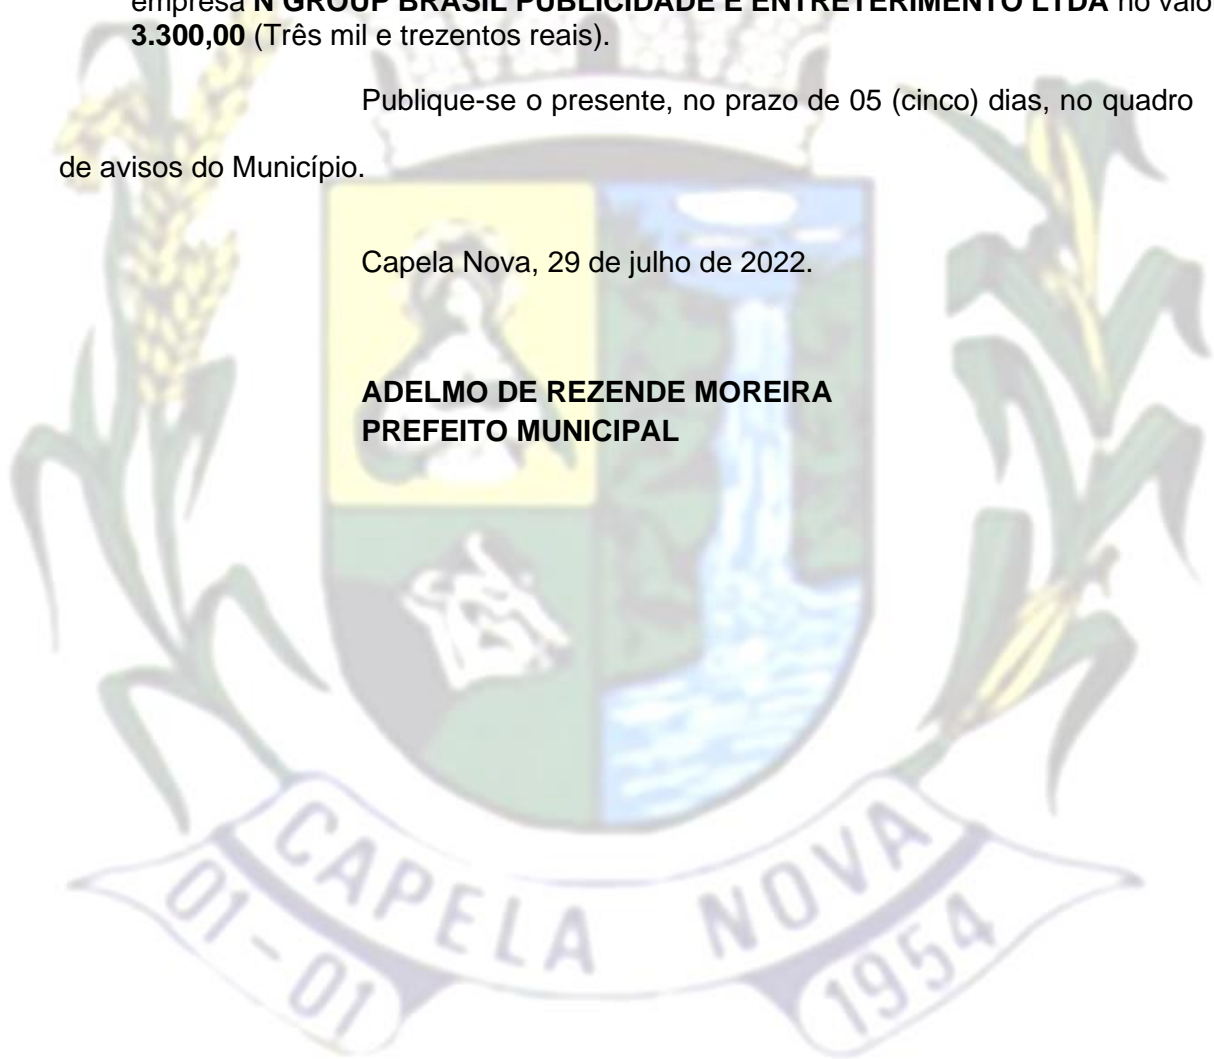 empresa N GROUP BRASIL PUBLICIDADE E ENTRETERIMENTO LTDA no valo
3.300,00 (Três mil e trezentos reais).
Publique-se o presente, no prazo de 05 (cinco) dias, no quadro
de avisos do Município.
Capela Nova, 29 de julho de 2022.
ADELMO DE REZENDE MOREIRA
PREFEITO MUNICIPAL
CAPELA NOVA
01-01 1954